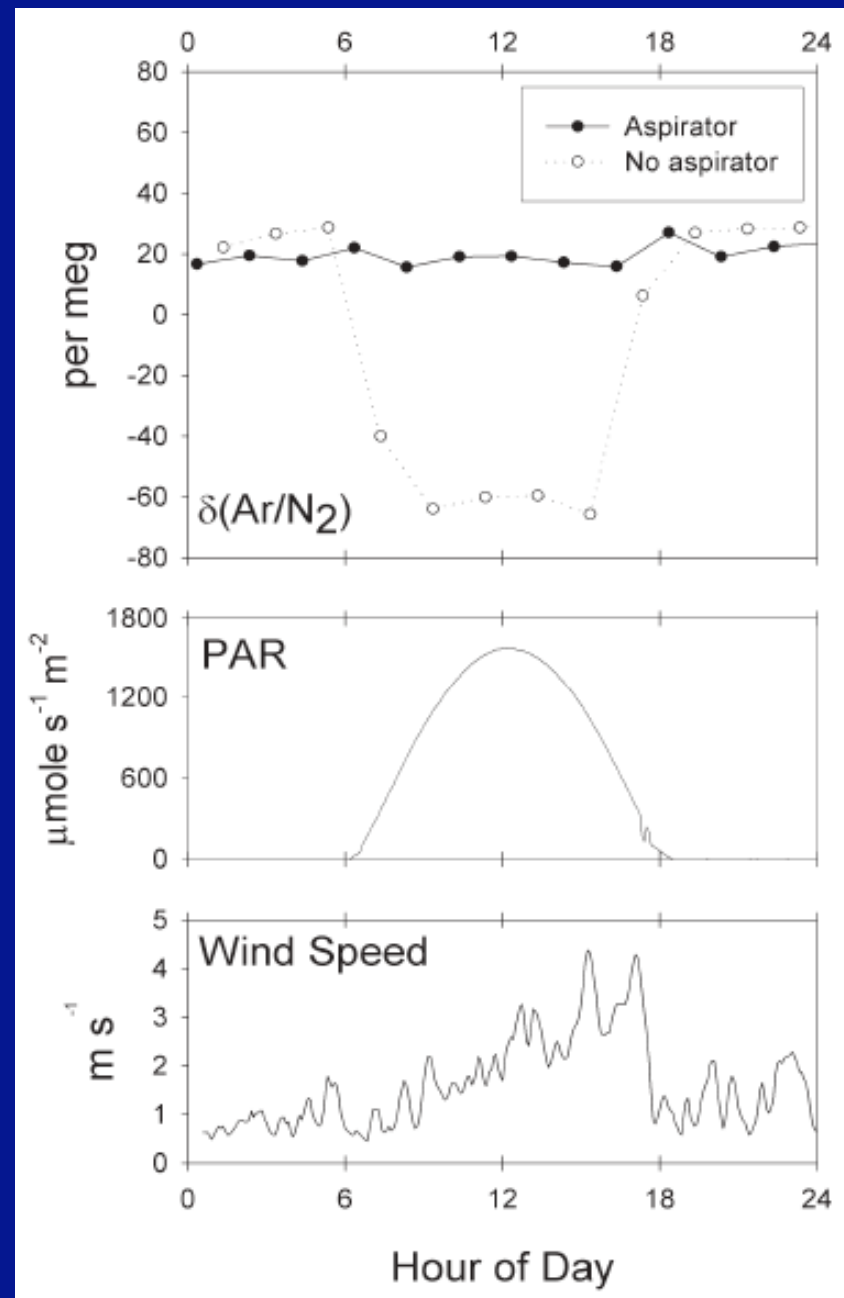 0 6 12 18 24
80
60
40
20
0
-20
-40
-60
-80
per meg
Aspirator
No aspirator
δ(Ar/N2)
1800
1200
600
0
μmole s-1 m-2
PAR
5
4
3
2
1
0
m s-1
Wind Speed
0 6 12 18 24
Hour of Day